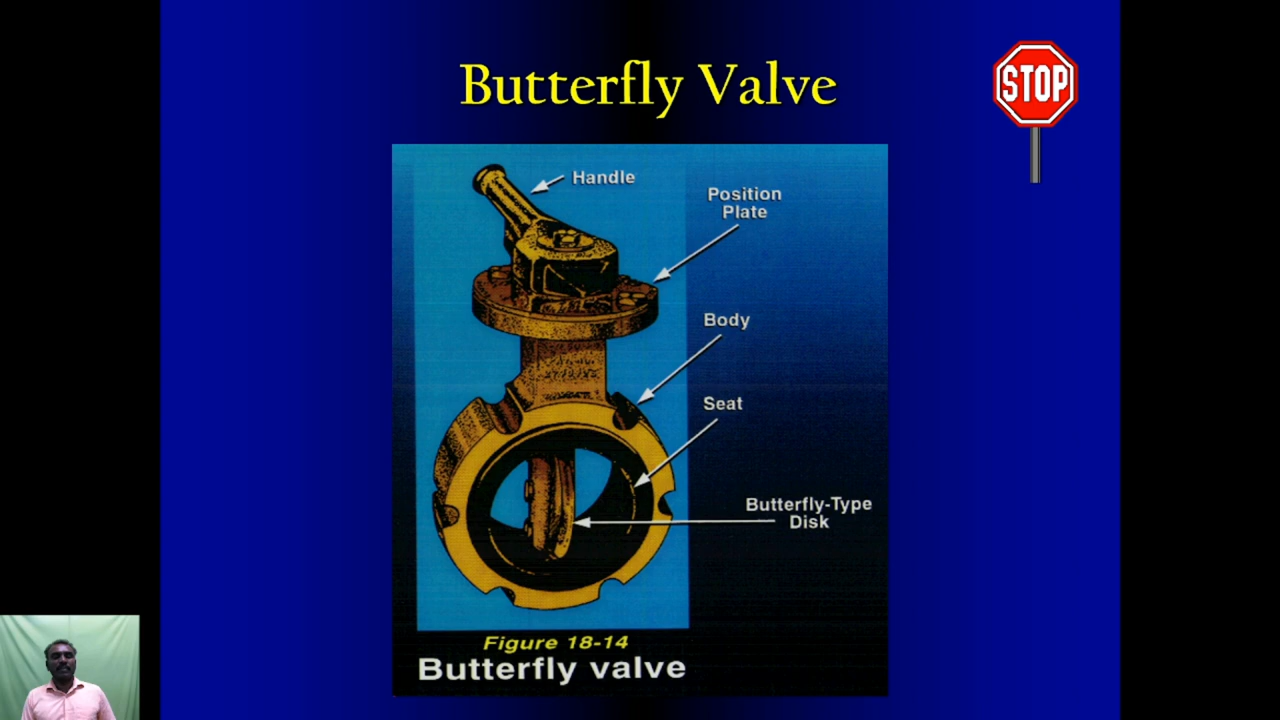 Butterfly Valve
STOP
Handle
Position
Plate
Body
Seat
Butterfly-Type
Disk
Figure 18-14
Butterfly valve